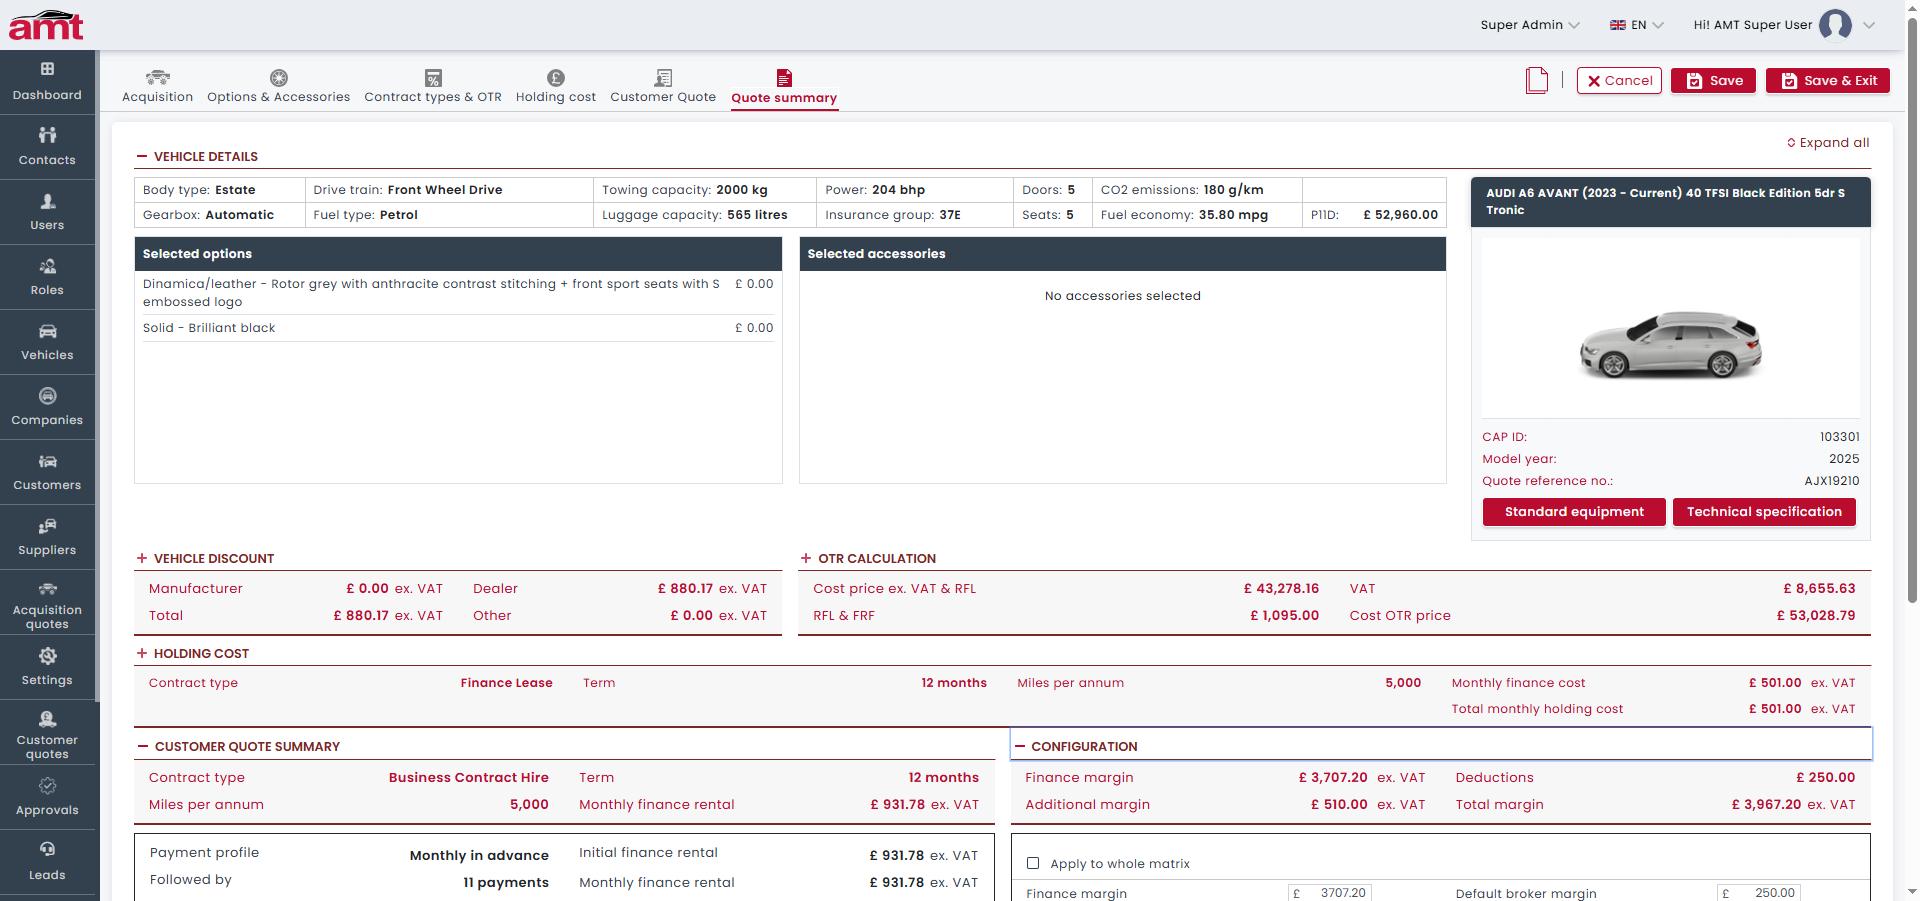 amt
Super Admin
EN
Hi! AMT Super User
Dashboard
Contacts
Users
Roles
Vehicles
Companies
Customers
Suppliers
Acquisition
quotes
Settings
Customer
quotes
Approvals
Leads
Acquisition
Options & Accessories
Contract types & OTR
Holding cost
Customer Quote
Quote summary
Cancel
Save
Save & Exit
Expand all
VEHICLE DETAILS
Body type: Estate Drive train: Front Wheel Drive Towing capacity: 2000 kg Power: 204 bhp Doors: 5 CO2 emissions: 180 g/km
Gearbox: Automatic Fuel type: Petrol Luggage capacity: 565 litres Insurance group: 37E Seats: 5 Fuel economy: 35.80 mpg P11D: £ 52,960.00
Selected options
Dinamica/leather - Rotor grey with anthracite contrast stitching + front sport seats with S £ 0.00
embossed logo
Solid - Brilliant black £ 0.00
Selected accessories
No accessories selected
AUDI A6 AVANT (2023 - Current) 40 TFSI Black Edition 5dr S
Tronic
CAP ID: 103301
Model year: 2025
Quote reference no.: AJX19210
Standard equipment
Technical specification
VEHICLE DISCOUNT
Manufacturer £ 0.00 ex. VAT Dealer £ 880.17 ex. VAT
Total £ 880.17 ex. VAT Other £ 0.00 ex. VAT
OTR CALCULATION
Cost price ex. VAT & RFL £ 43,278.16 VAT £ 8,655.63
RFL & FRF £ 1,095.00 Cost OTR price £ 53,028.79
HOLDING COST
Contract type Finance Lease Term 12 months Miles per annum 5,000 Monthly finance cost £ 501.00 ex. VAT
Total monthly holding cost £ 501.00 ex. VAT
CUSTOMER QUOTE SUMMARY
Contract type Business Contract Hire Term 12 months
Miles per annum 5,000 Monthly finance rental £ 931.78 ex. VAT
Payment profile Monthly in advance Initial finance rental £ 931.78 ex. VAT
Followed by 11 payments Monthly finance rental £ 931.78 ex. VAT
CONFIGURATION
Finance margin £ 3,707.20 ex. VAT Deductions £ 250.00
Additional margin £ 510.00 ex. VAT Total margin £ 3,967.20 ex. VAT
Apply to whole matrix
Finance margin £ 3707.20 Default broker margin £ 250.00